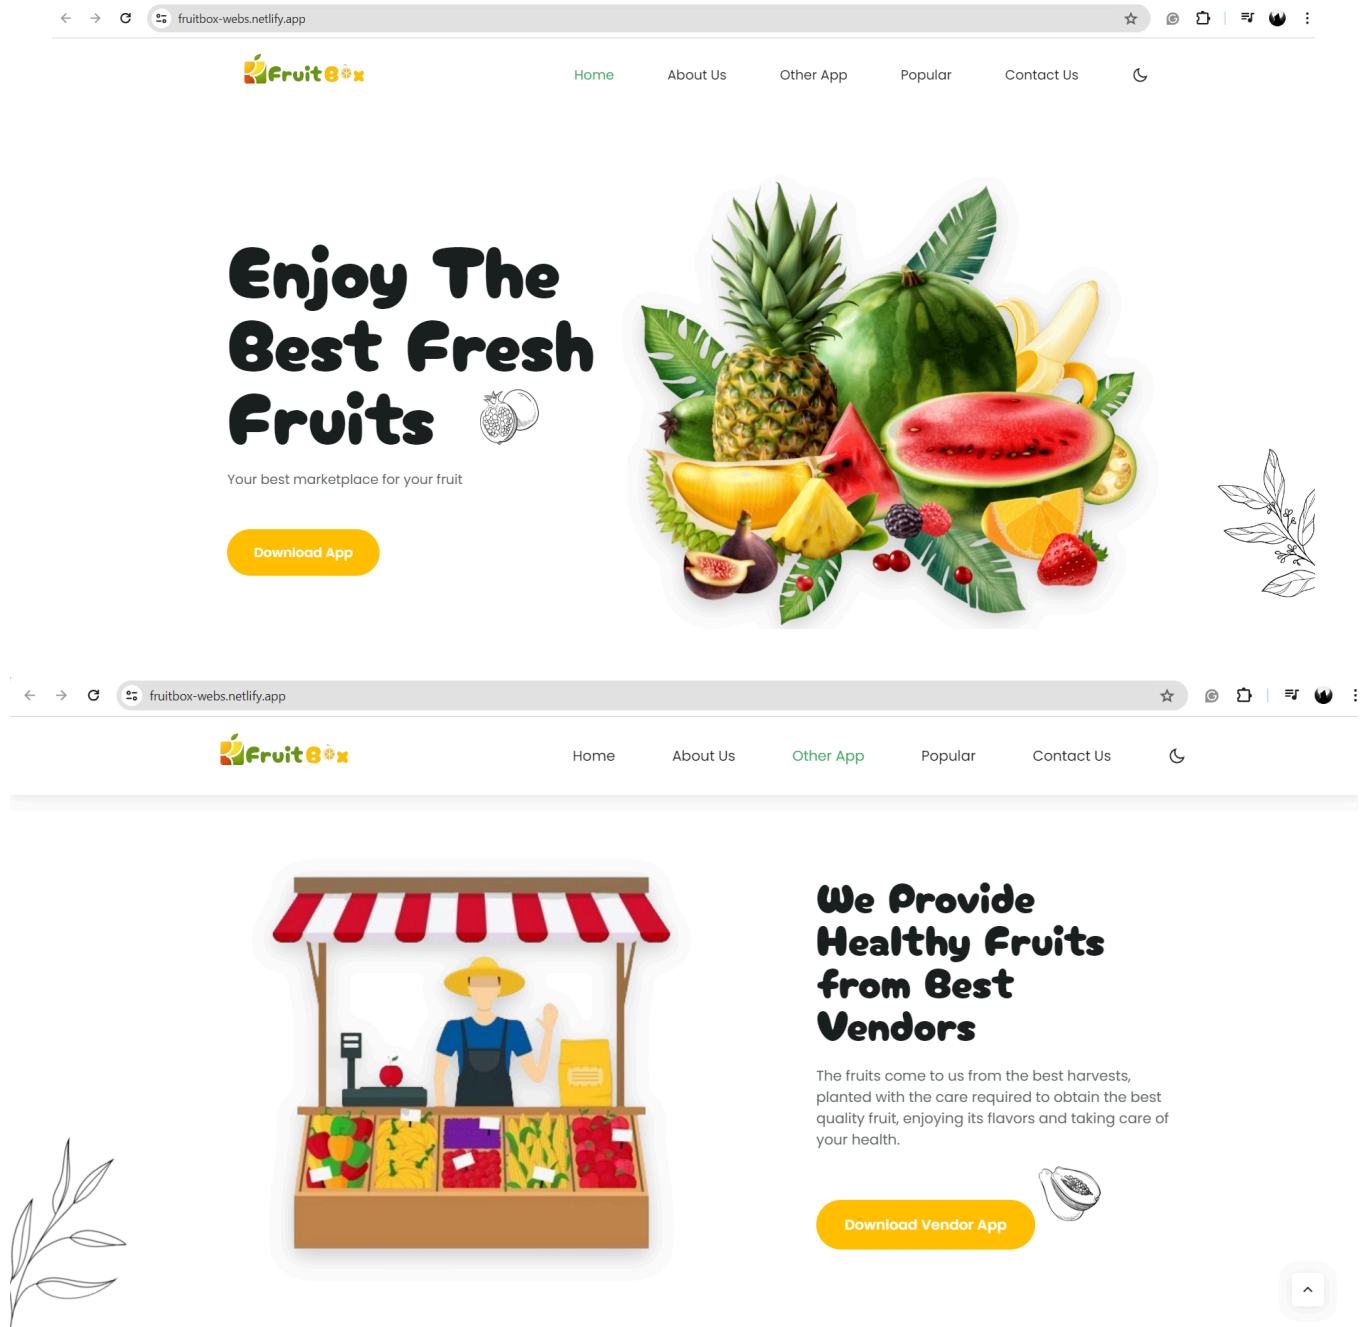 fruitbox-webs.netlify.app
Fruit Box
Home About Us Other App Popular Contact Us
Enjoy The
Best Fresh
Fruits
Your best marketplace for your fruit
Download App
fruitbox-webs.netlify.app
Fruit Box
Home About Us Other App Popular Contact Us
We Provide
Healthy Fruits
from Best
Vendors
The fruits come to us from the best harvests,
planted with the care required to obtain the best
quality fruit, enjoying its flavors and taking care of
your health.
Download Vendor App